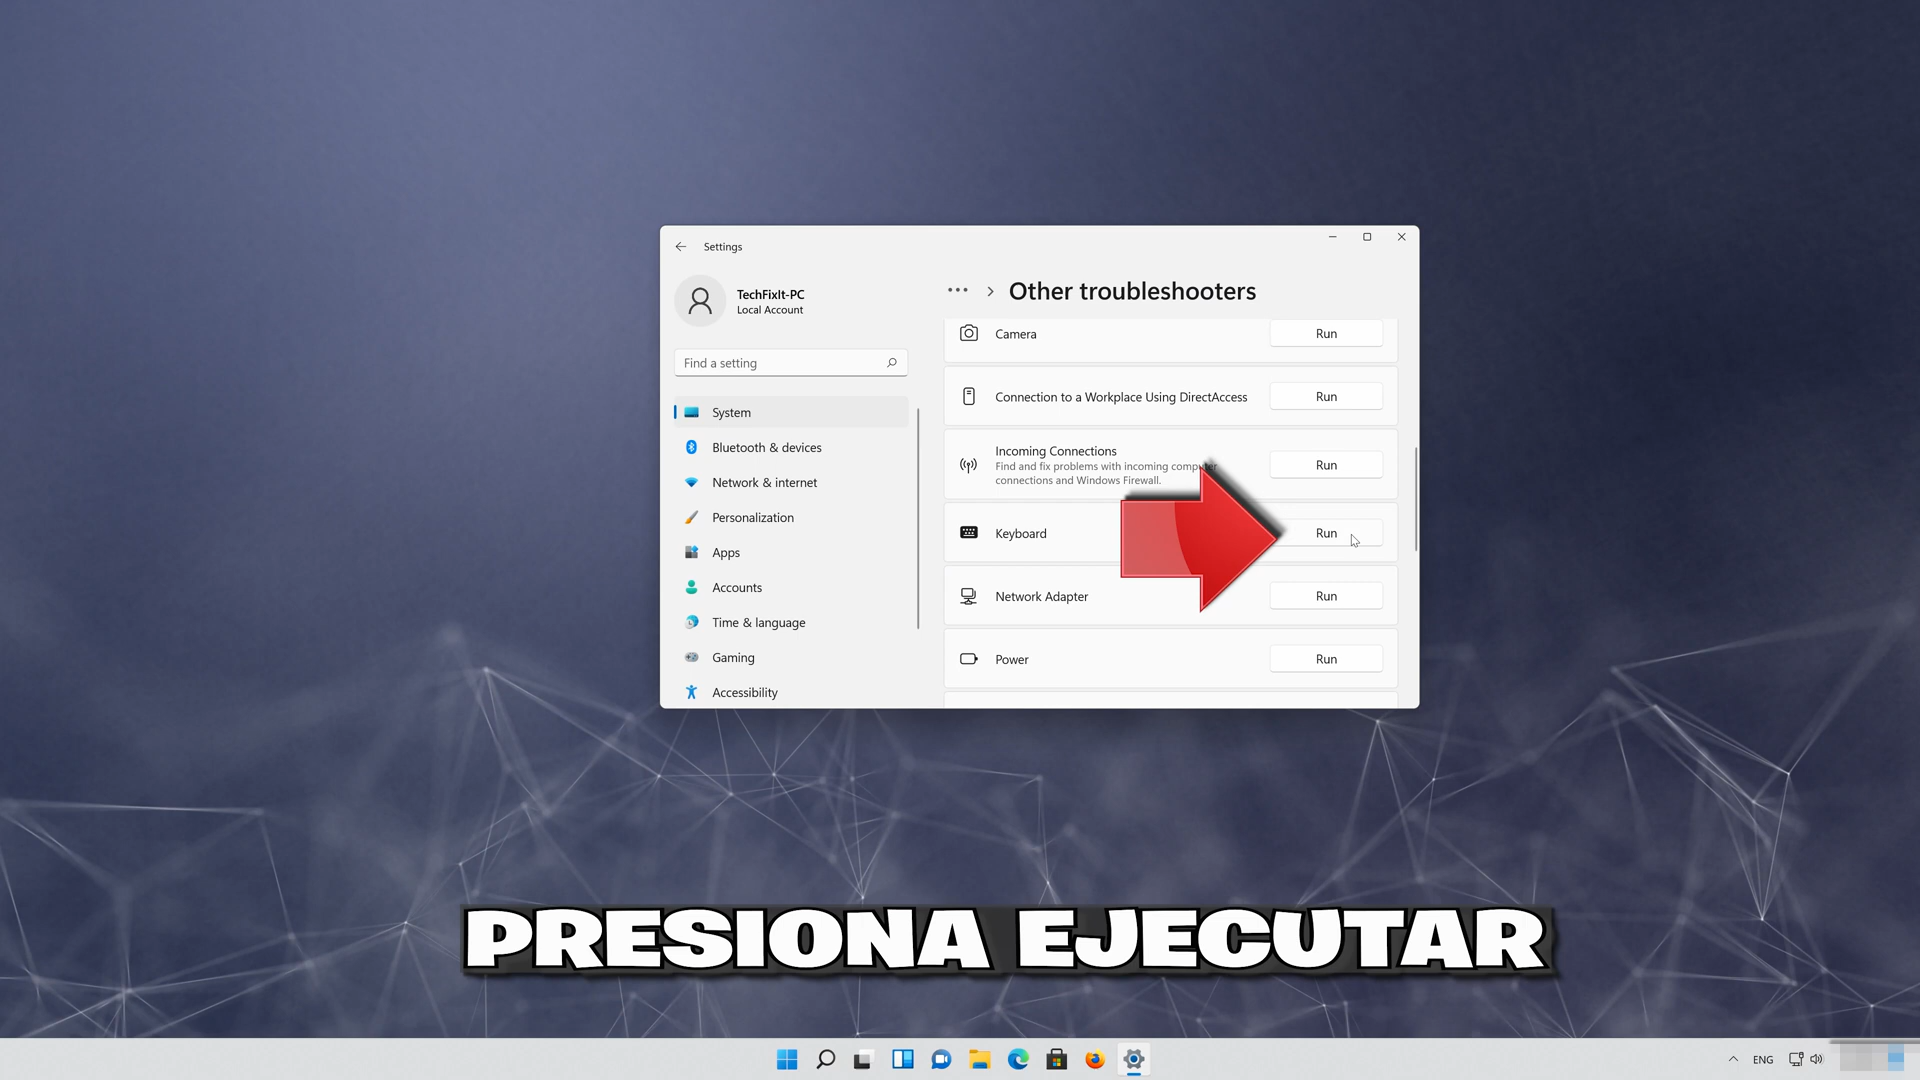 Settings
TechFixIt-PC
Local Account
Find a setting
System
Bluetooth & devices
Network & internet
Personalization
Apps
Accounts
Time & language
Gaming
Accessibility
Other troubleshooters
Camera Run
Connection to a Workplace Using DirectAccess Run
Incoming Connections
Find and fix problems with incoming computer
connections and Windows Firewall.
Run
Keyboard Run
Network Adapter Run
Power Run
PRESIONA EJECUTAR
ENG